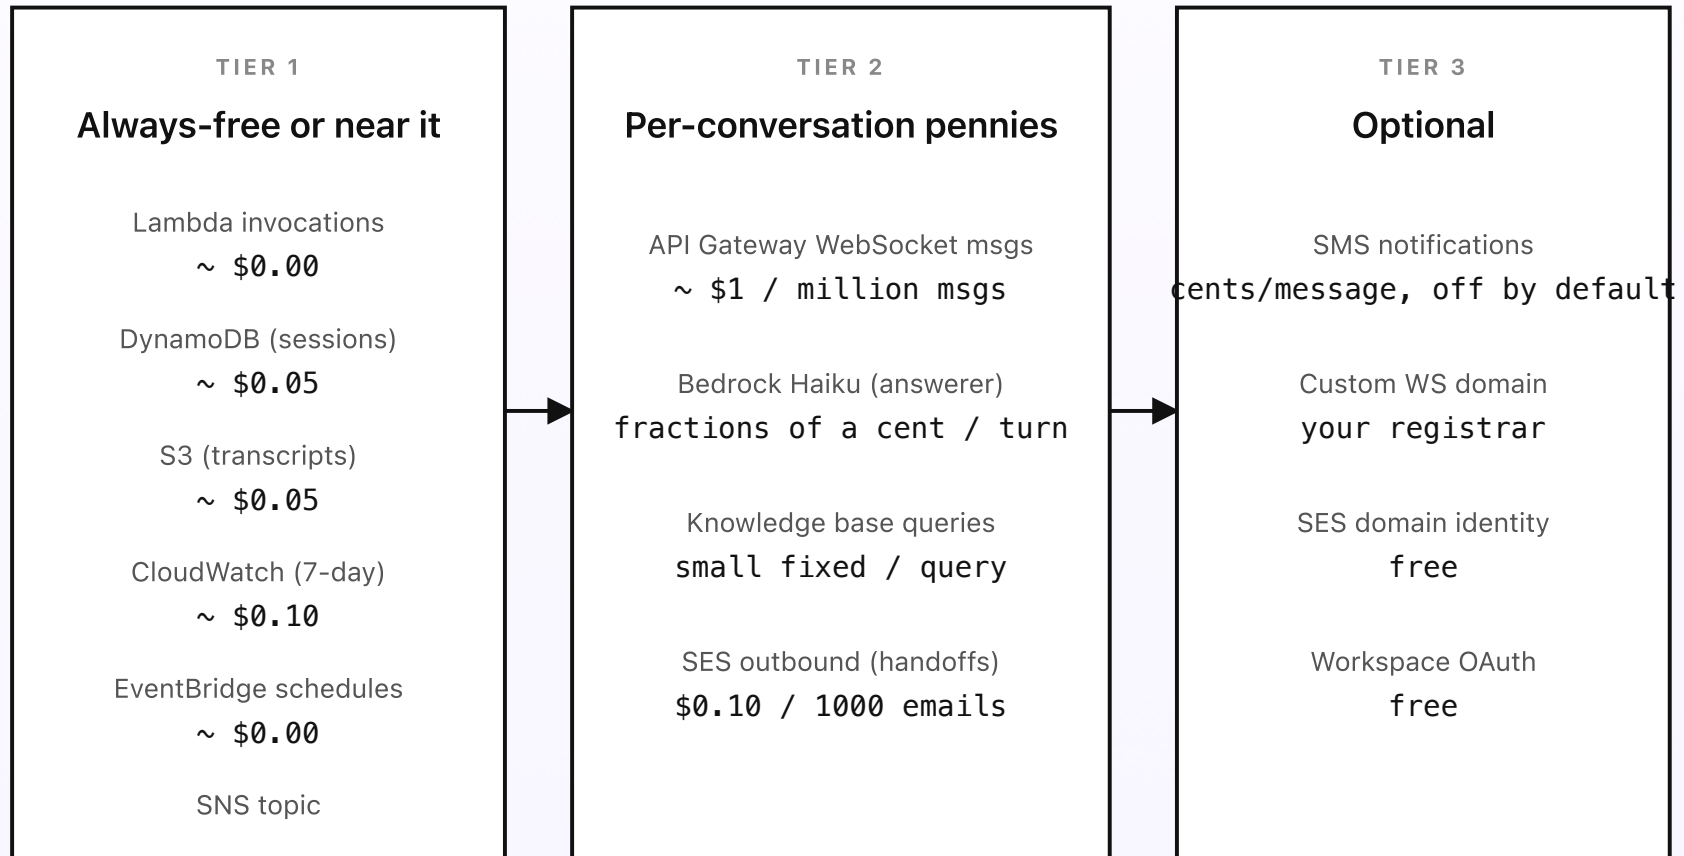 TIER 1
Always-free or near it
Lambda invocations
~ $0.00
DynamoDB (sessions)
~ $0.05
S3 (transcripts)
~ $0.05
CloudWatch (7-day)
~ $0.10
EventBridge schedules
~ $0.00
SNS topic
TIER 2
Per-conversation pennies
API Gateway WebSocket msgs
~ $1 / million msgs
Bedrock Haiku (answerer)
fractions of a cent / turn
Knowledge base queries
small fixed / query
SES outbound (handoffs)
$0.10 / 1000 emails
TIER 3
Optional
SMS notifications
cents/message, off by default
Custom WS domain
your registrar
SES domain identity
free
Workspace OAuth
free